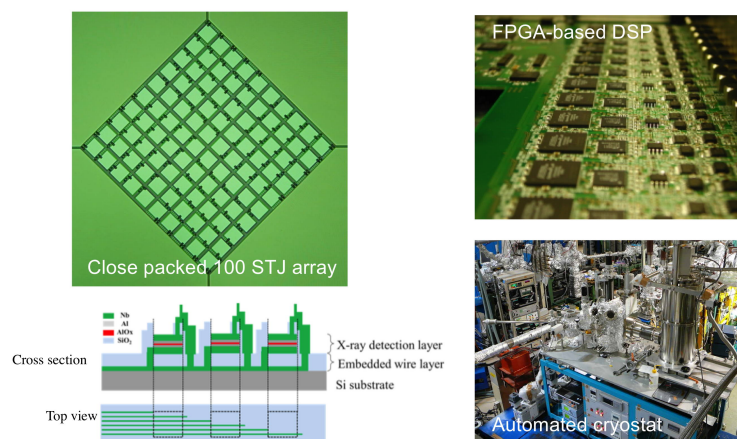 Close packed 100 STJ array
FPGA-based DSP
Nb
Al
AlOx
SiO₂
Cross section
X-ray detection layer
Embedded wire layer
Si substrate
Top view
Automated cryostat